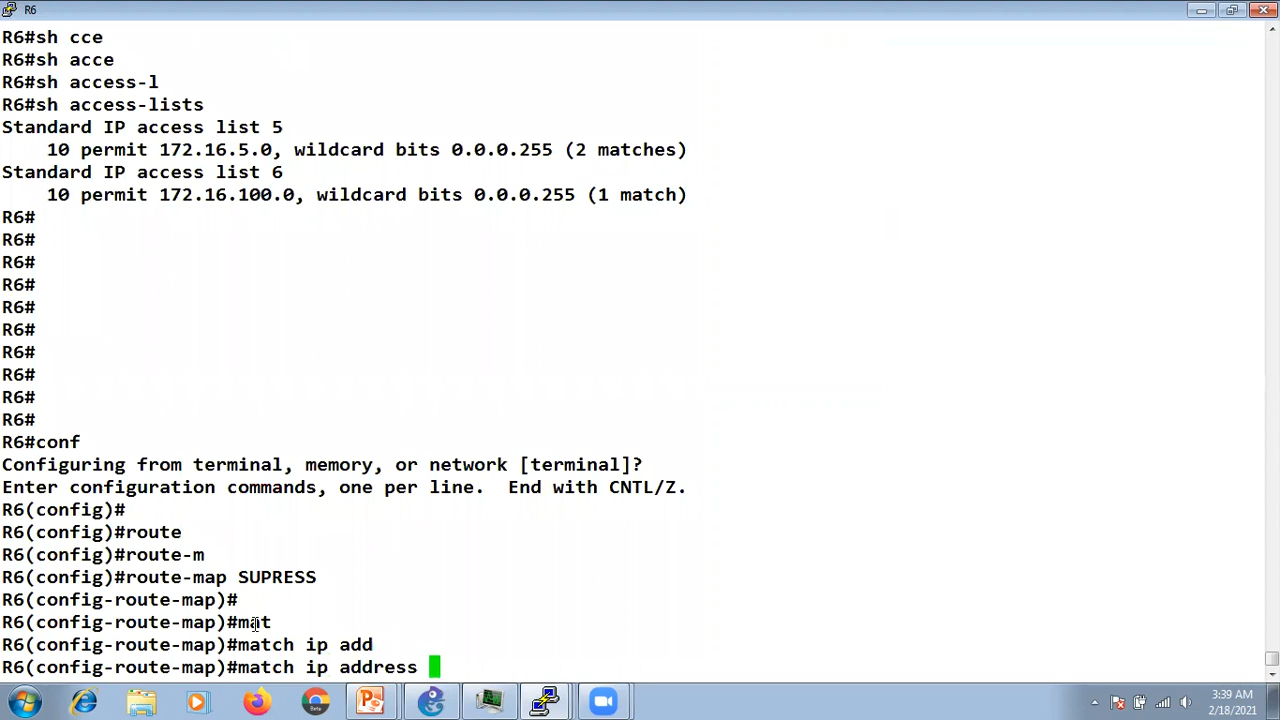 R6
R6#sh cce
R6#sh acce
R6#sh access-l
R6#sh access-lists
Standard IP access list 5
    10 permit 172.16.5.0, wildcard bits 0.0.0.255 (2 matches)
Standard IP access list 6
    10 permit 172.16.100.0, wildcard bits 0.0.0.255 (1 match)
R6#
R6#
R6#
R6#
R6#
R6#
R6#
R6#
R6#
R6#
R6#conf
Configuring from terminal, memory, or network [terminal]?
Enter configuration commands, one per line.  End with CNTL/Z.
R6(config)#
R6(config)#route
R6(config)#route-m
R6(config)#route-map SUPRESS
R6(config-route-map)#
R6(config-route-map)#mat
R6(config-route-map)#match ip add
R6(config-route-map)#match ip address
3:39 AM
2/18/2021